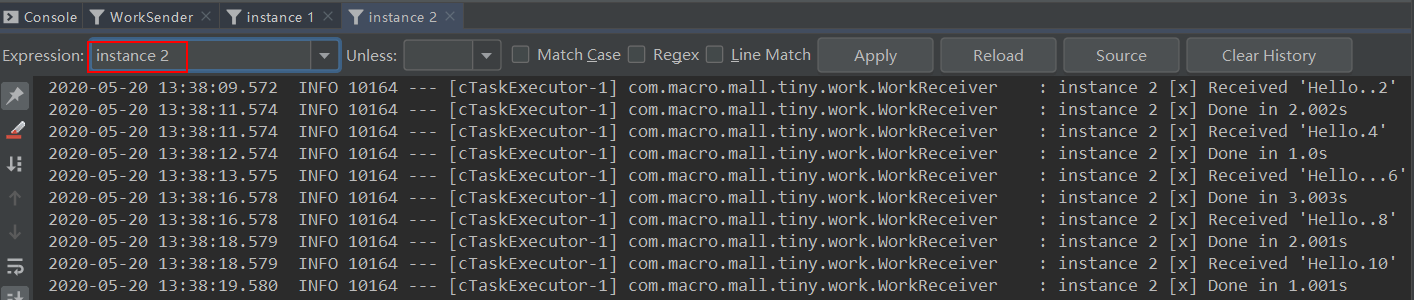 Console WorkSender instance 1 instance 2
Expression: instance 2 Unless: Match Case Regex Line Match Apply Reload Source Clear History
2020-05-20 13:38:09.572 INFO 10164 --- [cTaskExecutor-1] com.macro.mall.tiny.work.WorkReceiver : instance 2 [x] Received 'Hello..2'
2020-05-20 13:38:11.574 INFO 10164 --- [cTaskExecutor-1] com.macro.mall.tiny.work.WorkReceiver : instance 2 [x] Done in 2.002s
2020-05-20 13:38:11.574 INFO 10164 --- [cTaskExecutor-1] com.macro.mall.tiny.work.WorkReceiver : instance 2 [x] Received 'Hello.4'
2020-05-20 13:38:12.574 INFO 10164 --- [cTaskExecutor-1] com.macro.mall.tiny.work.WorkReceiver : instance 2 [x] Done in 1.0s
2020-05-20 13:38:13.575 INFO 10164 --- [cTaskExecutor-1] com.macro.mall.tiny.work.WorkReceiver : instance 2 [x] Received 'Hello...6'
2020-05-20 13:38:16.578 INFO 10164 --- [cTaskExecutor-1] com.macro.mall.tiny.work.WorkReceiver : instance 2 [x] Done in 3.003s
2020-05-20 13:38:16.578 INFO 10164 --- [cTaskExecutor-1] com.macro.mall.tiny.work.WorkReceiver : instance 2 [x] Received 'Hello..8'
2020-05-20 13:38:18.579 INFO 10164 --- [cTaskExecutor-1] com.macro.mall.tiny.work.WorkReceiver : instance 2 [x] Done in 2.001s
2020-05-20 13:38:18.579 INFO 10164 --- [cTaskExecutor-1] com.macro.mall.tiny.work.WorkReceiver : instance 2 [x] Received 'Hello.10'
2020-05-20 13:38:19.580 INFO 10164 --- [cTaskExecutor-1] com.macro.mall.tiny.work.WorkReceiver : instance 2 [x] Done in 1.001s